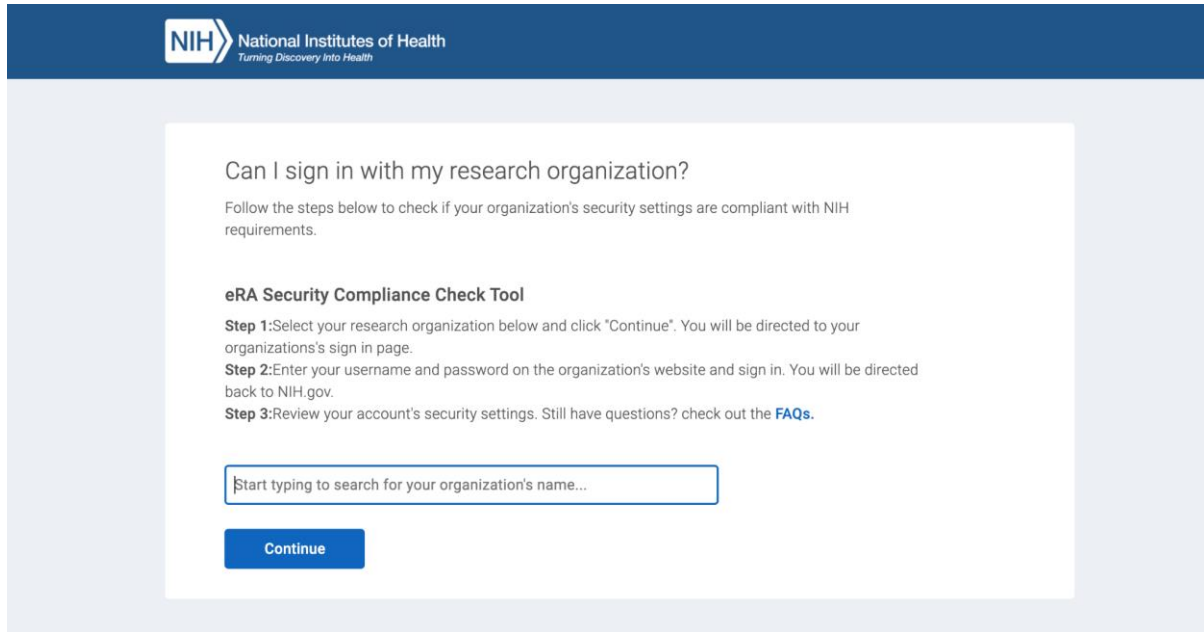 NIH
National Institutes of Health
Turning Discovery Into Health
Can I sign in with my research organization?
Follow the steps below to check if your organization's security settings are compliant with NIH
requirements.
eRA Security Compliance Check Tool
Step 1:Select your research organization below and click "Continue". You will be directed to your
organizations's sign in page.
Step 2:Enter your username and password on the organization's website and sign in. You will be directed
back to NIH.gov.
Step 3:Review your account's security settings. Still have questions? check out the FAQs.
Start typing to search for your organization's name...
Continue